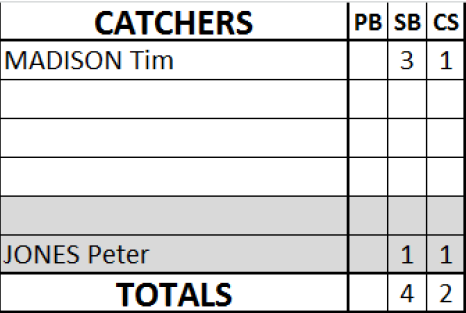 CATCHERS PB SB CS
MADISON Tim 3 1
JONES Peter 1 1
TOTALS 4 2